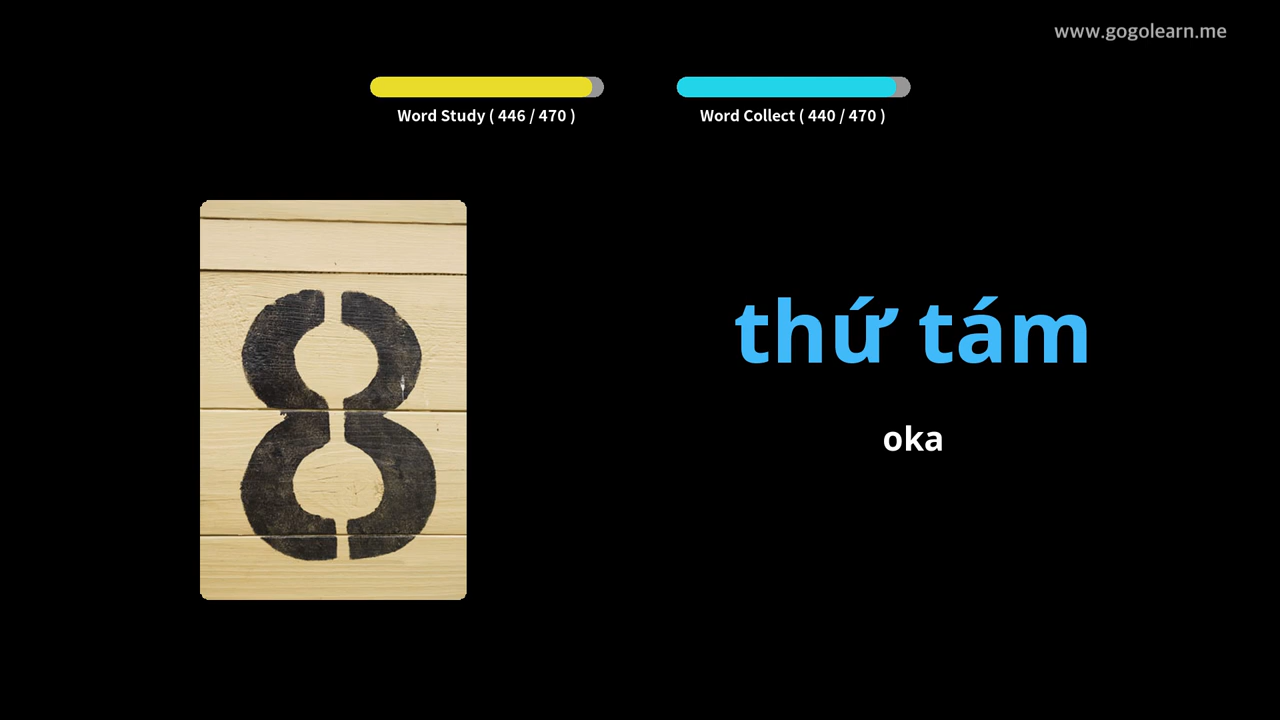 www.gogolearn.me
Word Study ( 446 / 470 )
Word Collect ( 440 / 470 )
8
thứ tám
oka